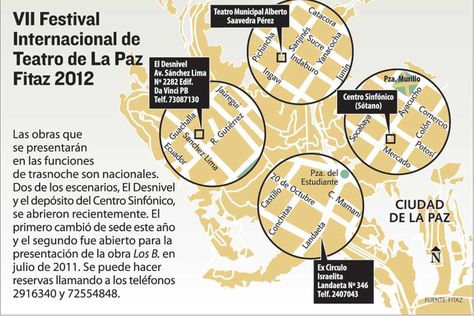 VII Festival
Internacional de
Teatro de La Paz
Fitaz 2012
Las obras que
se presentarán
en las funciones
de trasnoche son nacionales.
Dos de los escenarios, El Desnivel
y el depósito del Centro Sinfónico,
se abrieron recientemente. El
primero cambió de sede este año
y el segundo fue abierto para la
presentación de la obra Los B. en
julio de 2011. Se puede hacer
reservas llamando a los teléfonos
2916340 y 72554848.
El Desnivel
Av. Sánchez Lima
Nº 2282 Edif.
Da Vinci PB
Telf. 73087130
Guachalla
Jáuregui
R. Gutiérrez
Sanchez Lima
Ecuador
Teatro Municipal Alberto
Saavedra Pérez
Catacora
Pichincha
Sanjinés
Sucre
Yanacocha
Indaburo
Junín
Ingavi
Pza. Murillo
Centro Sinfónico
(Sótano)
Ayacucho
Comercio
Socabaya
Colón
Potosí
Mercado
Pza. del
Estudiante
20 de Octubre
Castillo
Conchitas
C. Mamani
Landaeta
Ex Círculo
Israelita
Landaeta Nº 346
Telf. 2407043
CIUDAD
DE LA PAZ
FUENTE: FITAZ